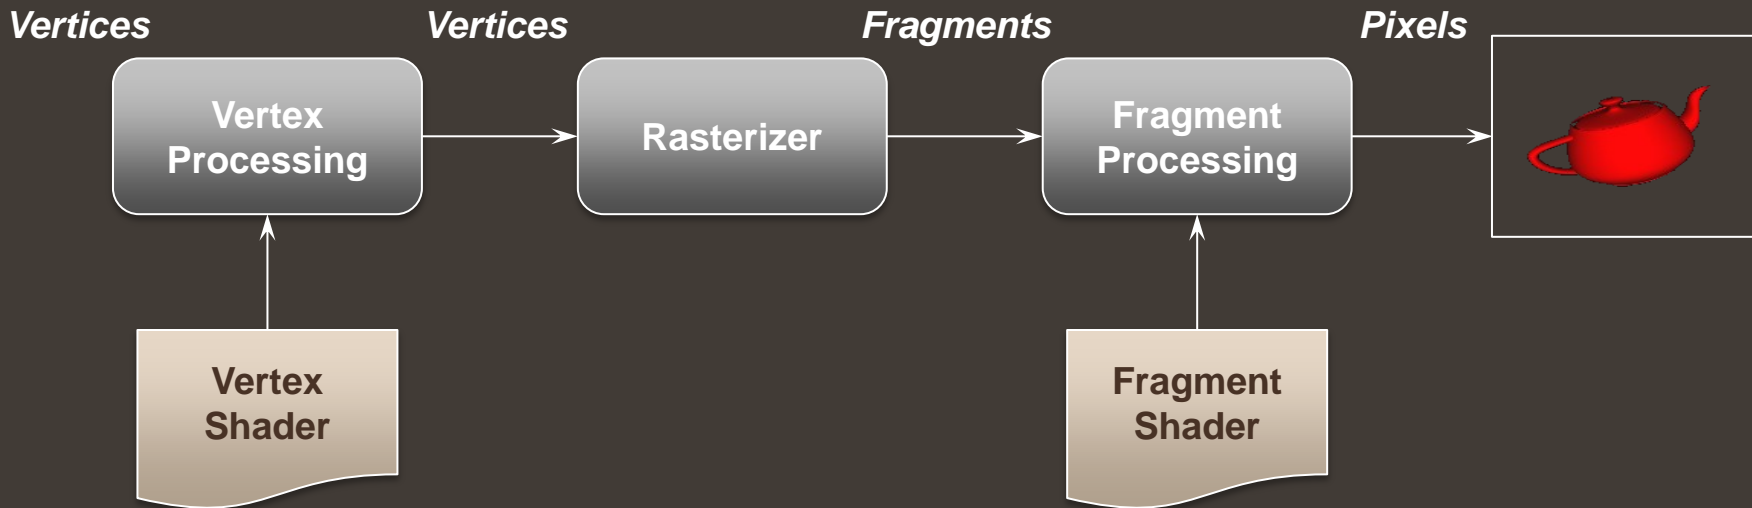 Vertices
Vertices
Fragments
Pixels
Vertex
Processing
Rasterizer
Fragment
Processing
Vertex
Shader
Fragment
Shader